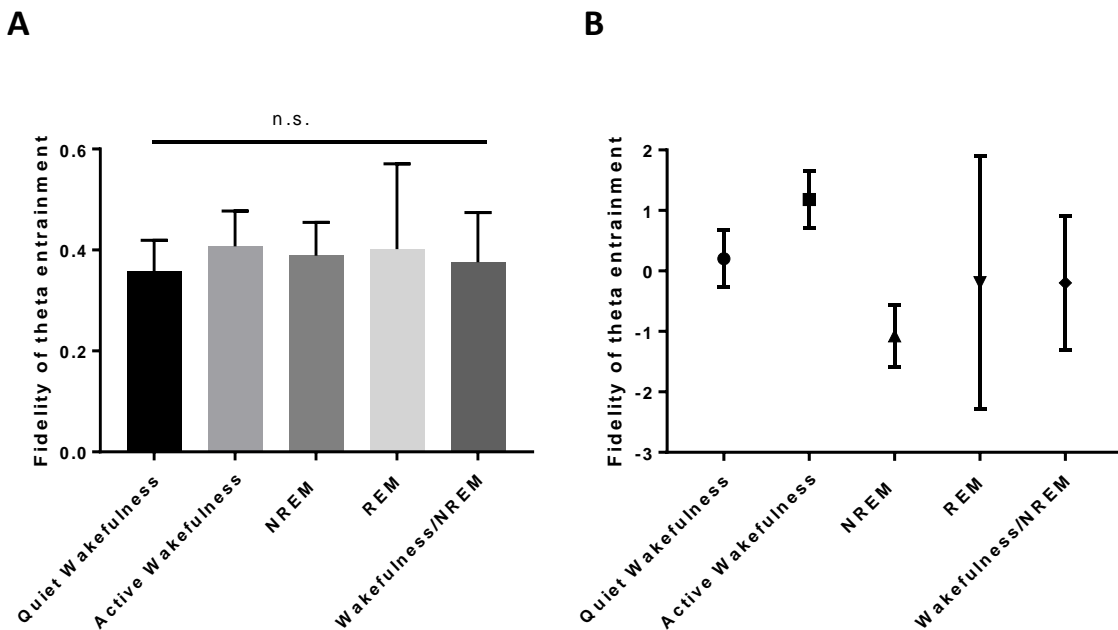 A
B
n.s.
Fidelity of theta entrainment
0.6
0.4
0.2
0.0
Quiet Wakefulness
Active Wakefulness
NREM
REM
Wakefulness/NREM
Fidelity of theta entrainment
2
1
0
-1
-2
-3
Quiet Wakefulness
Active Wakefulness
NREM
REM
Wakefulness/NREM